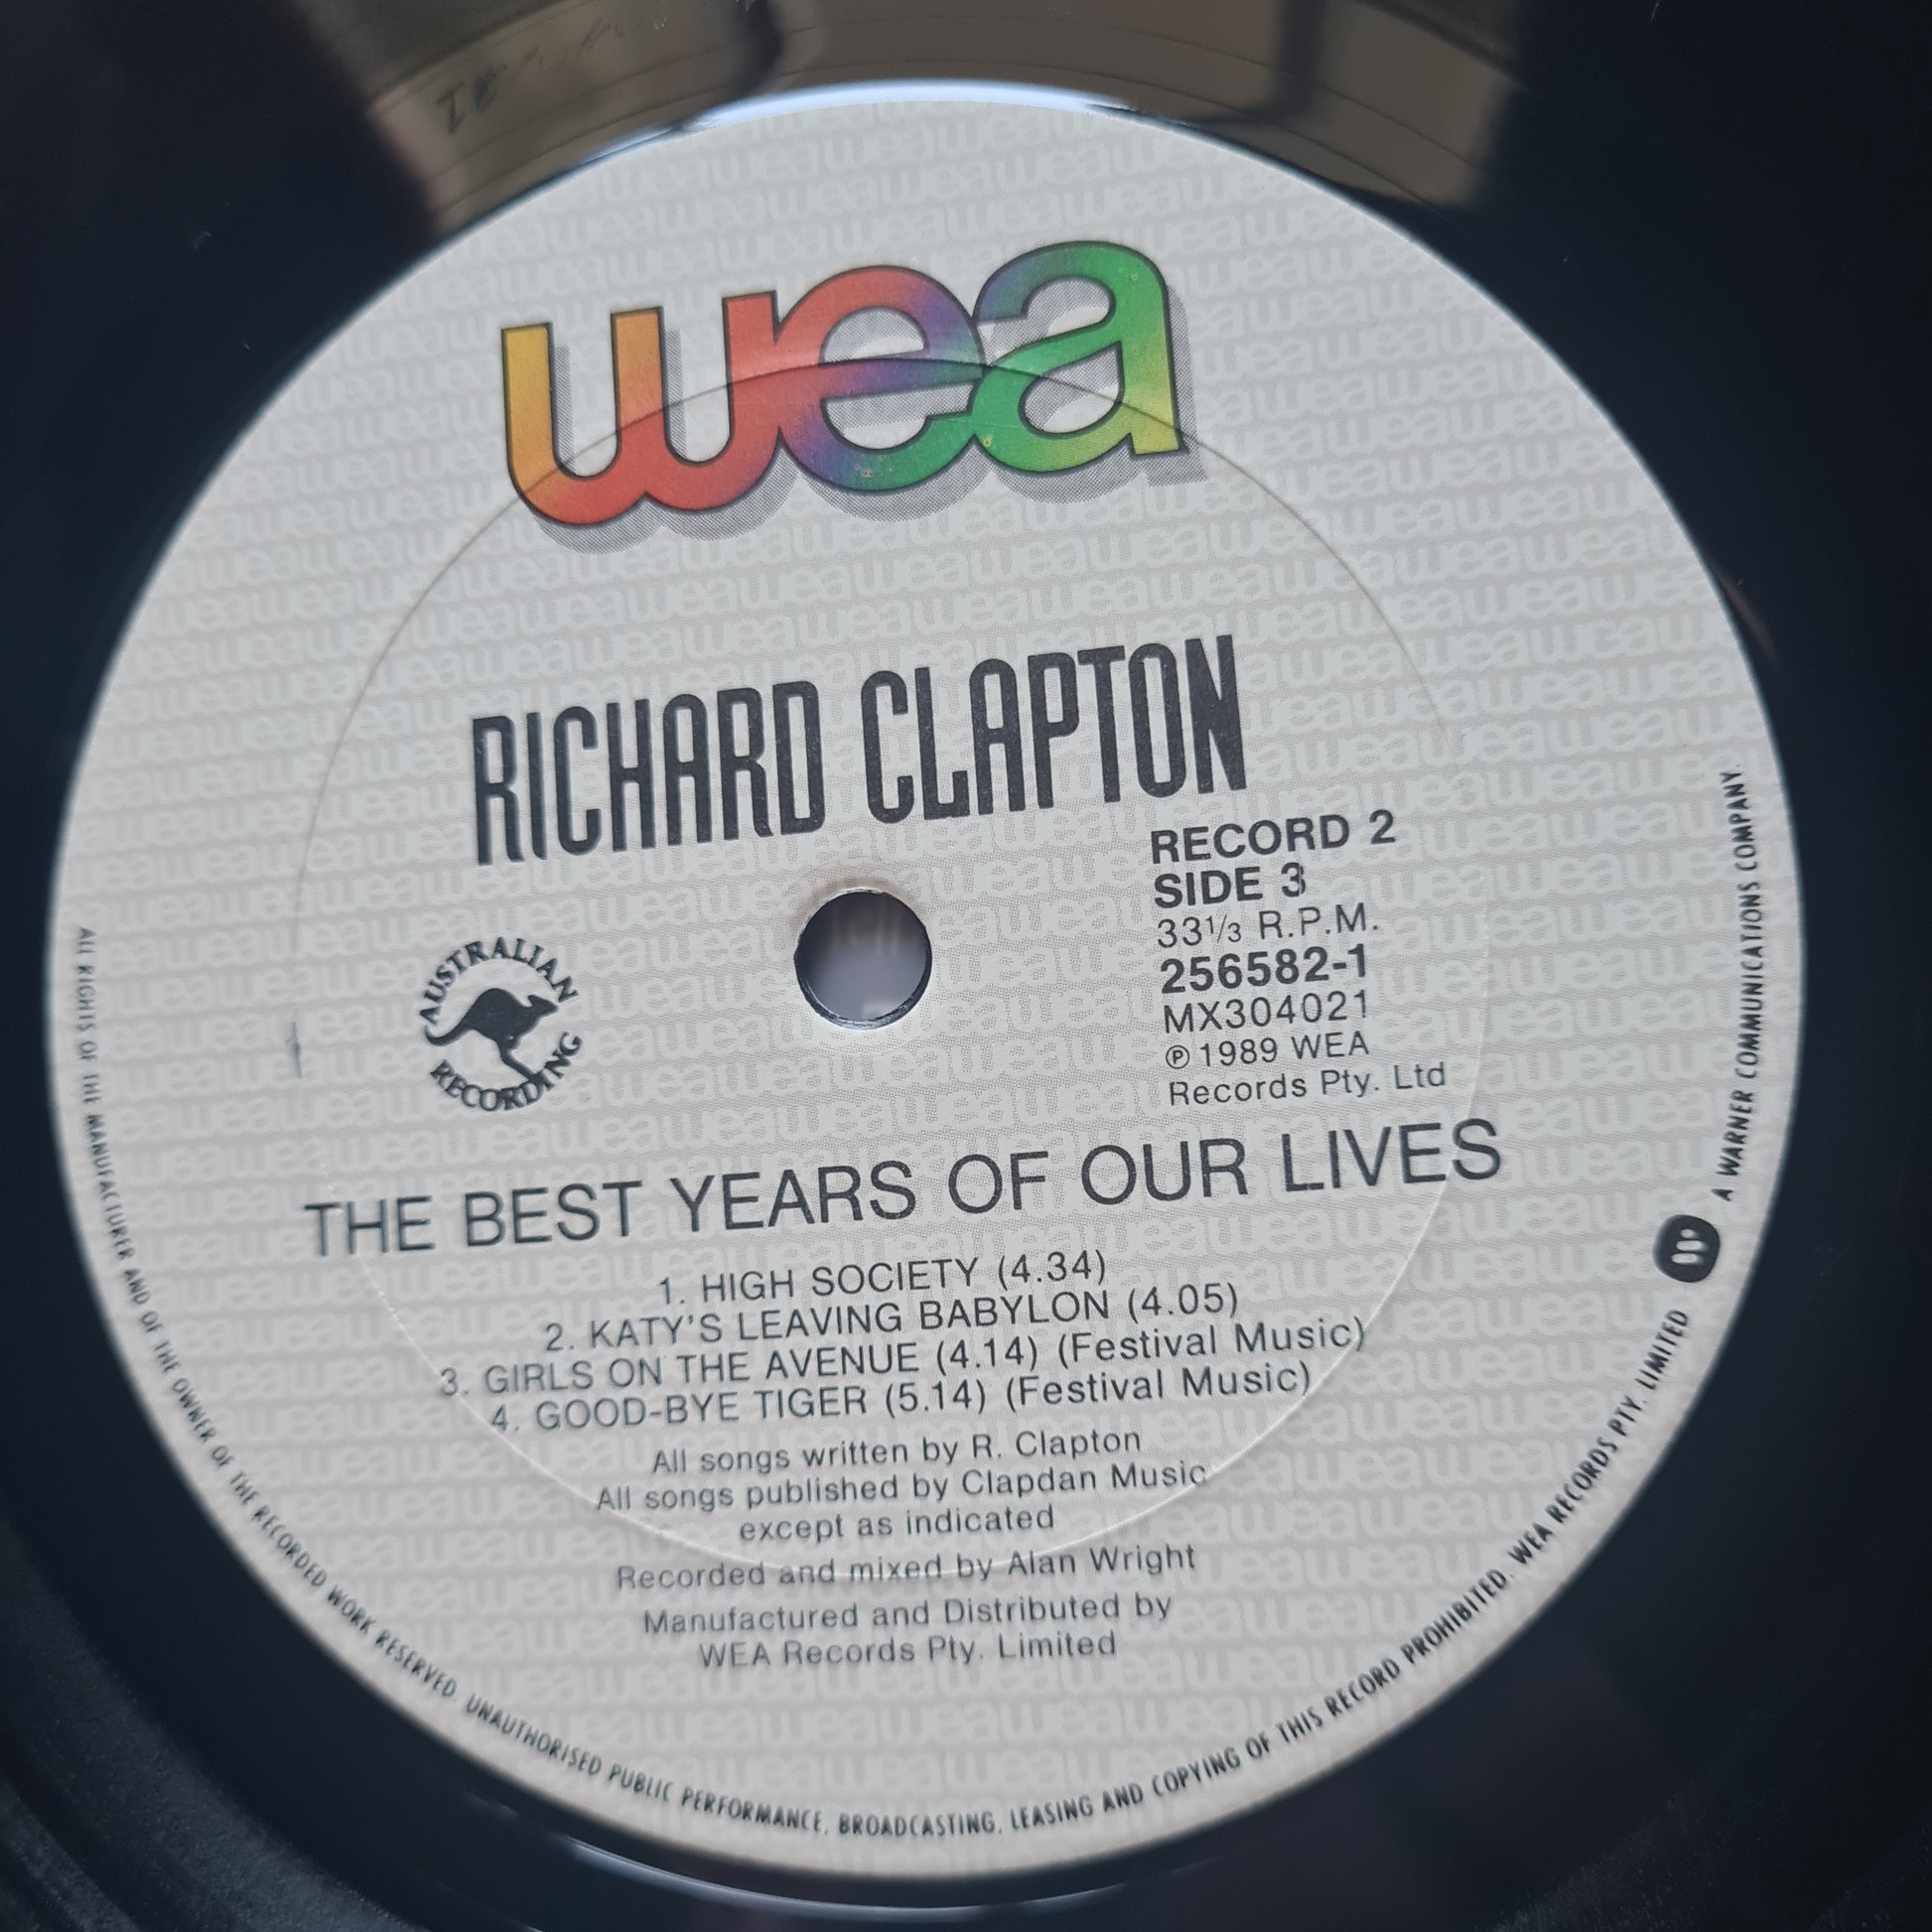 wea
RICHARD CLAPTON
RECORD 2
SIDE 3
33⅓ R.P.M.
256582-1
MX304021
℗ 1989 WEA
Records Pty. Ltd
AUSTRALIAN
RECORDING
THE BEST YEARS OF OUR LIVES
1. HIGH SOCIETY (4.34)
2. KATY'S LEAVING BABYLON (4.05)
3. GIRLS ON THE AVENUE (4.14) (Festival Music)
4. GOOD-BYE TIGER (5.14) (Festival Music)
All songs written by R. Clapton
All songs published by Clapdan Music
except as indicated
Recorded and mixed by Alan Wright
Manufactured and Distributed by
WEA Records Pty. Limited
ALL RIGHTS OF THE MANUFACTURER AND OF THE OWNER OF THE RECORDED WORK RESERVED. UNAUTHORISED PUBLIC PERFORMANCE, BROADCASTING, LEASING AND COPYING OF THIS RECORD PROHIBITED. WEA RECORDS PTY. LIMITED A WARNER COMMUNICATIONS COMPANY.